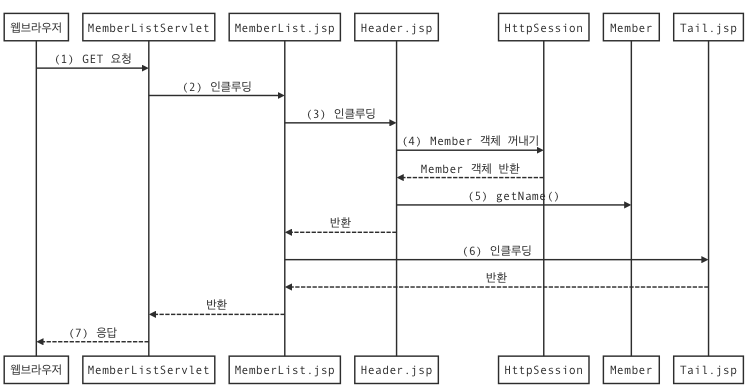 웹브라우저
MemberListServlet
MemberList.jsp
Header.jsp
HttpSession
Member
Tail.jsp
(1) GET 요청
(2) 인클루딩
(3) 인클루딩
(4) Member 객체 꺼내기
Member 객체 반환
(5) getName()
반환
(6) 인클루딩
반환
반환
(7) 응답
웹브라우저
MemberListServlet
MemberList.jsp
Header.jsp
HttpSession
Member
Tail.jsp